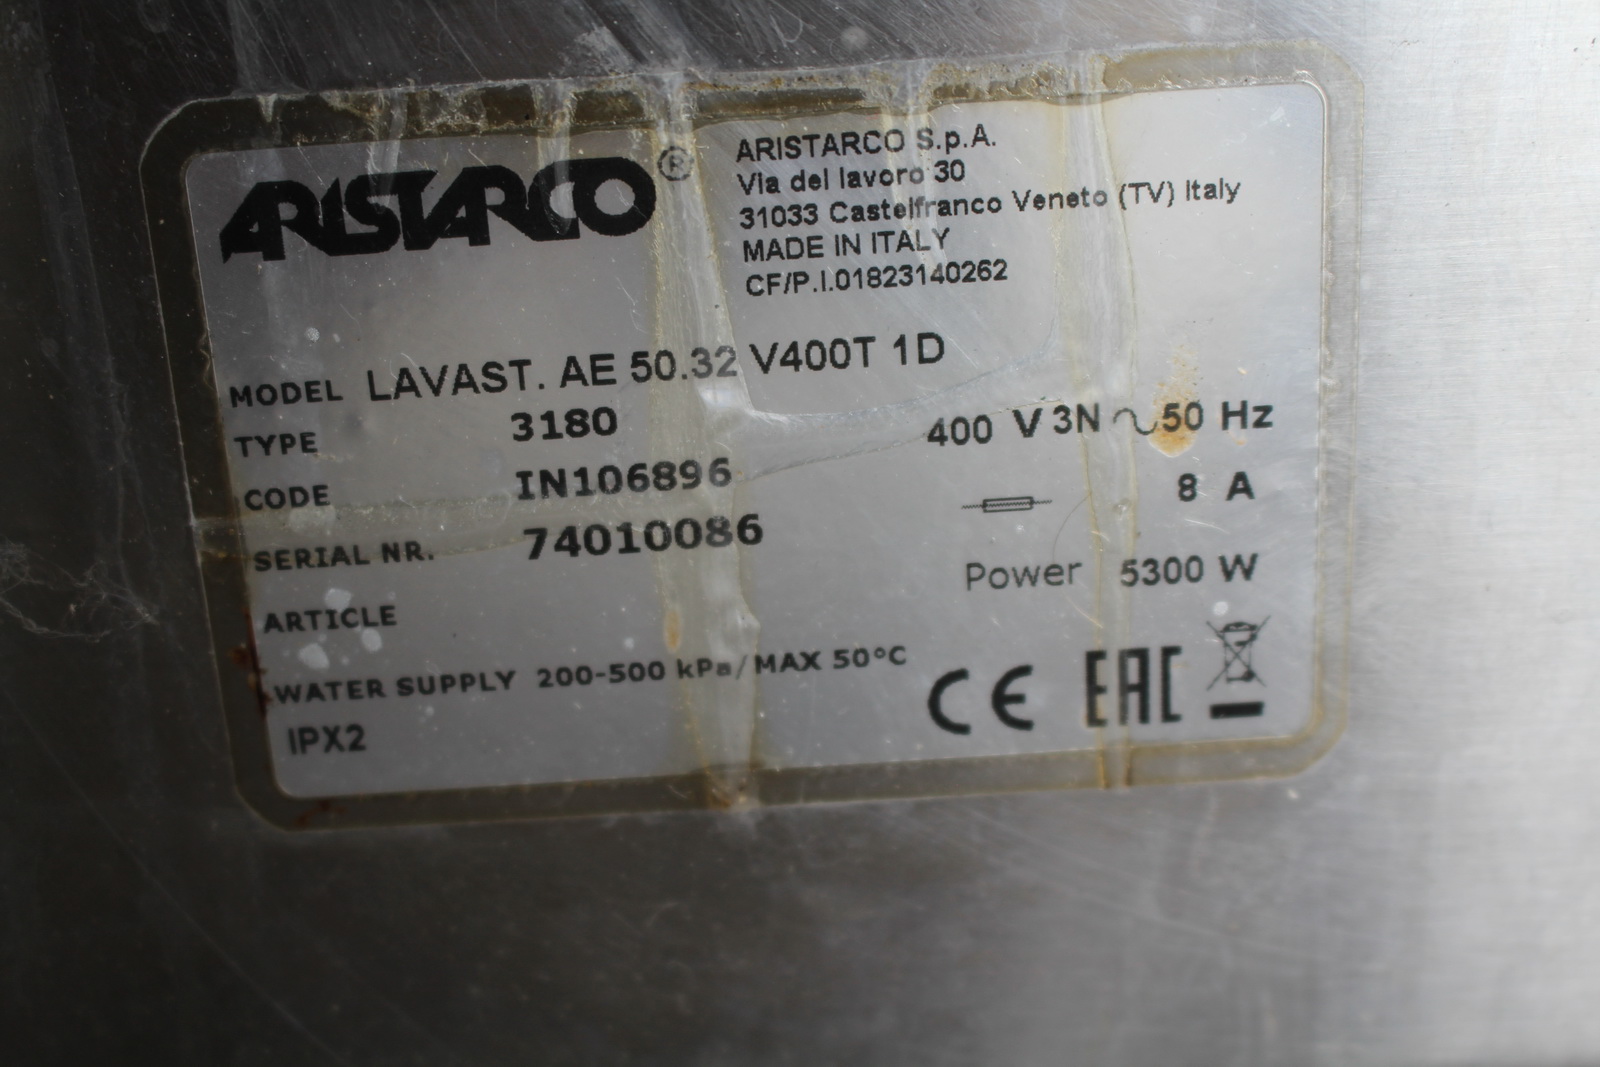 ARISTARCO®
ARISTARCO S.p.A.
Via del lavoro 30
31033 Castelfranco Veneto (TV) Italy
MADE IN ITALY
CF/P.I.01823140262
MODEL LAVAST. AE 50.32 V400T 1D
TYPE 3180
400 V 3N ~ 50 Hz
CODE IN106896
8 A
SERIAL NR. 74010086
Power 5300 W
ARTICLE
WATER SUPPLY 200-500 kPa/MAX 50°C
IPX2
CE EAC